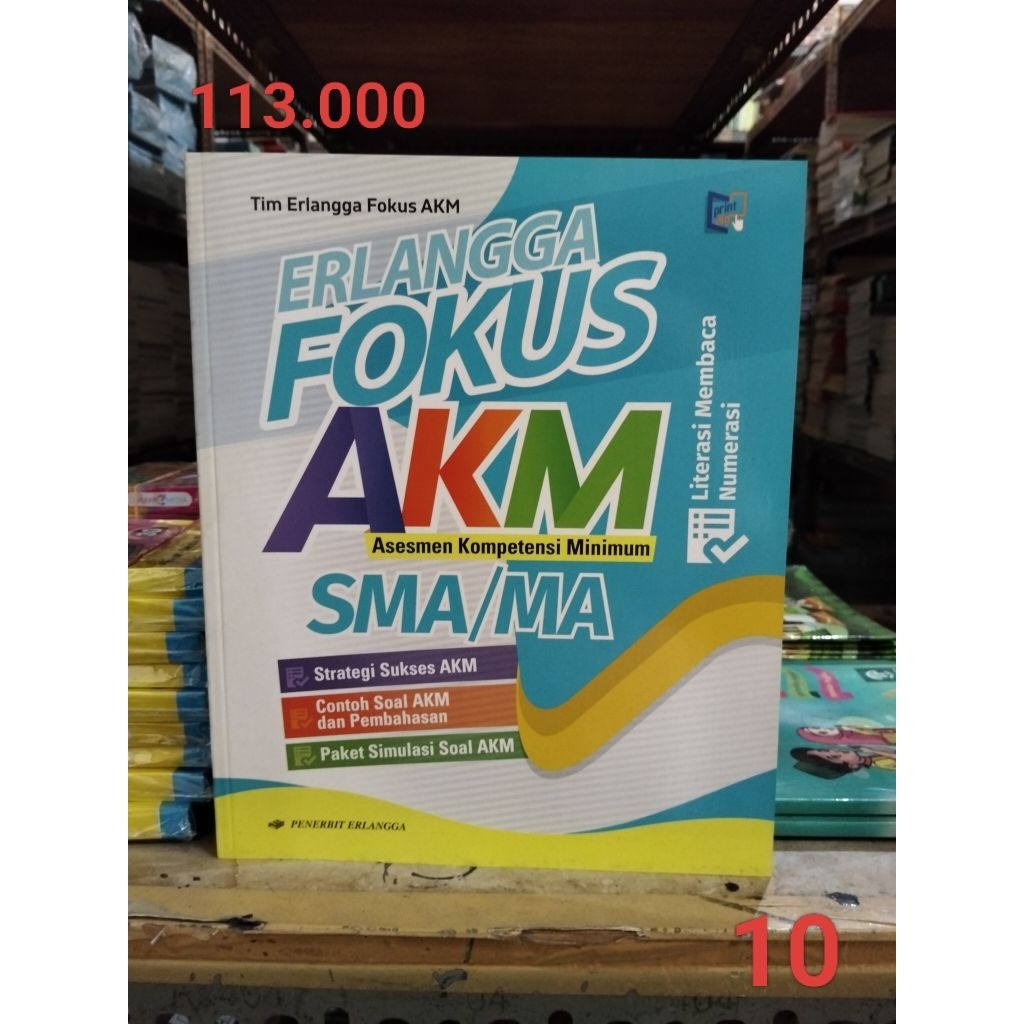 113.000
Tim Erlangga Fokus AKM
print
ERLANGGA
FOKUS
AKM
Asesmen Kompetensi Minimum
SMA/MA
Literasi Membaca
Numerasi
Strategi Sukses AKM
Contoh Soal AKM
dan Pembahasan
Paket Simulasi Soal AKM
PENERBIT ERLANGGA
10